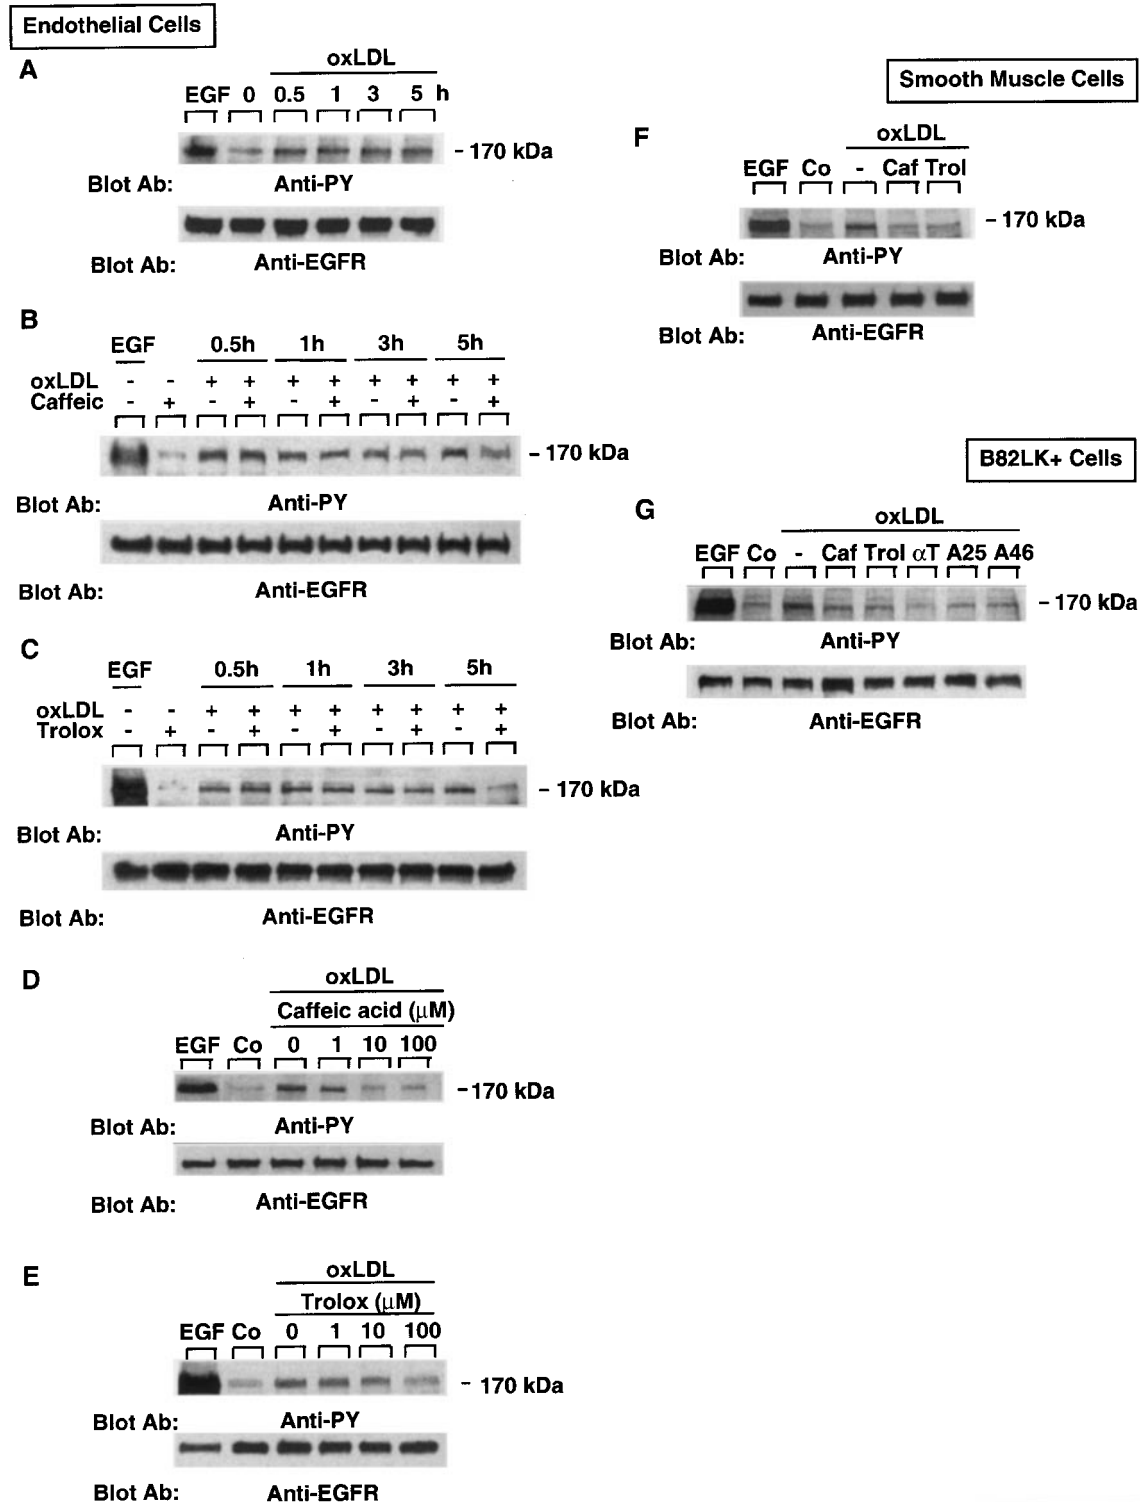 Endothelial Cells
A
oxLDL
EGF 0 0.5 1 3 5 h
- 170 kDa
Blot Ab: Anti-PY
Blot Ab: Anti-EGFR
B
EGF 0.5h 1h 3h 5h
oxLDL - - + + + + + + + +
Caffeic - + - + - + - + - +
- 170 kDa
Blot Ab: Anti-PY
Blot Ab: Anti-EGFR
C
EGF 0.5h 1h 3h 5h
oxLDL - - + + + + + + + +
Trolox - + - + - + - + - +
- 170 kDa
Blot Ab: Anti-PY
Blot Ab: Anti-EGFR
D
oxLDL
Caffeic acid (μM)
EGF Co 0 1 10 100
-170 kDa
Blot Ab: Anti-PY
Blot Ab: Anti-EGFR
E
oxLDL
Trolox (μM)
EGF Co 0 1 10 100
- 170 kDa
Blot Ab: Anti-PY
Blot Ab: Anti-EGFR
Smooth Muscle Cells
F
oxLDL
EGF Co - Caf Trol
- 170 kDa
Blot Ab: Anti-PY
Blot Ab: Anti-EGFR
B82LK+ Cells
G
oxLDL
EGF Co - Caf Trol αT A25 A46
- 170 kDa
Blot Ab: Anti-PY
Blot Ab: Anti-EGFR